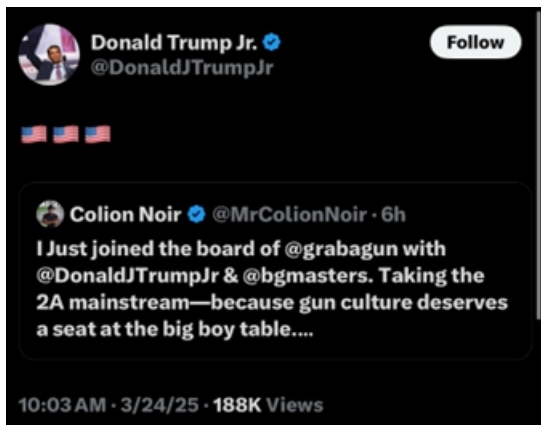 Donald Trump Jr.
@DonaldJTrumpJr
Follow
🇺🇸 🇺🇸 🇺🇸
Colion Noir @MrColionNoir · 6h
I Just joined the board of @grabagun with
@DonaldJTrumpJr & @bgmasters. Taking the
2A mainstream—because gun culture deserves
a seat at the big boy table....
10:03 AM · 3/24/25 · 188K Views